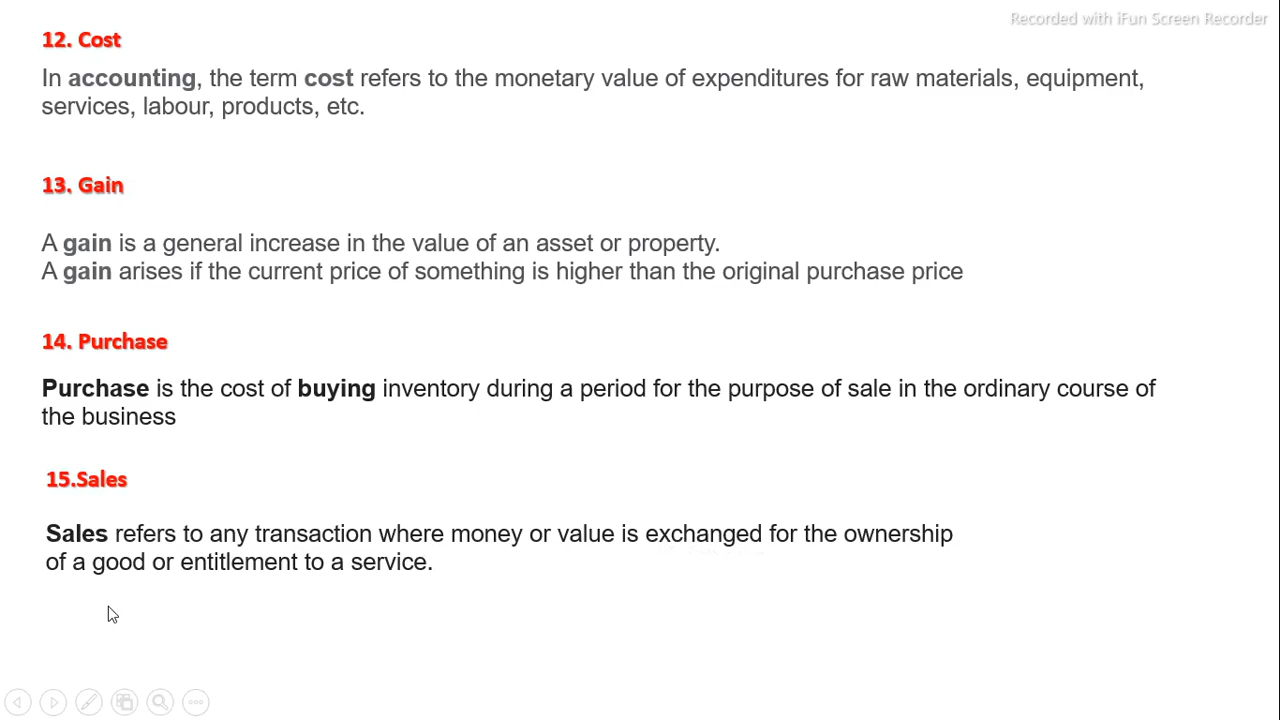 Recorded with iFun Screen Recorder
12. Cost
In accounting, the term cost refers to the monetary value of expenditures for raw materials, equipment,
services, labour, products, etc.
13. Gain
A gain is a general increase in the value of an asset or property.
A gain arises if the current price of something is higher than the original purchase price
14. Purchase
Purchase is the cost of buying inventory during a period for the purpose of sale in the ordinary course of
the business
15.Sales
Sales refers to any transaction where money or value is exchanged for the ownership
of a good or entitlement to a service.